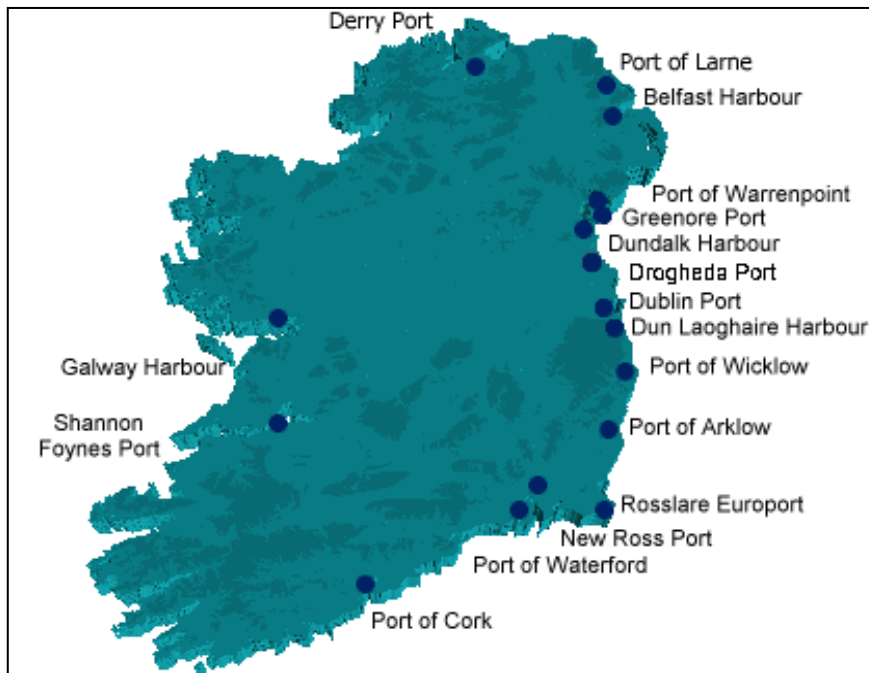 Derry Port
Port of Larne
Belfast Harbour
Port of Warrenpoint
Greenore Port
Dundalk Harbour
Drogheda Port
Dublin Port
Dun Laoghaire Harbour
Galway Harbour
Port of Wicklow
Shannon
Foynes Port
Port of Arklow
Rosslare Europort
New Ross Port
Port of Waterford
Port of Cork